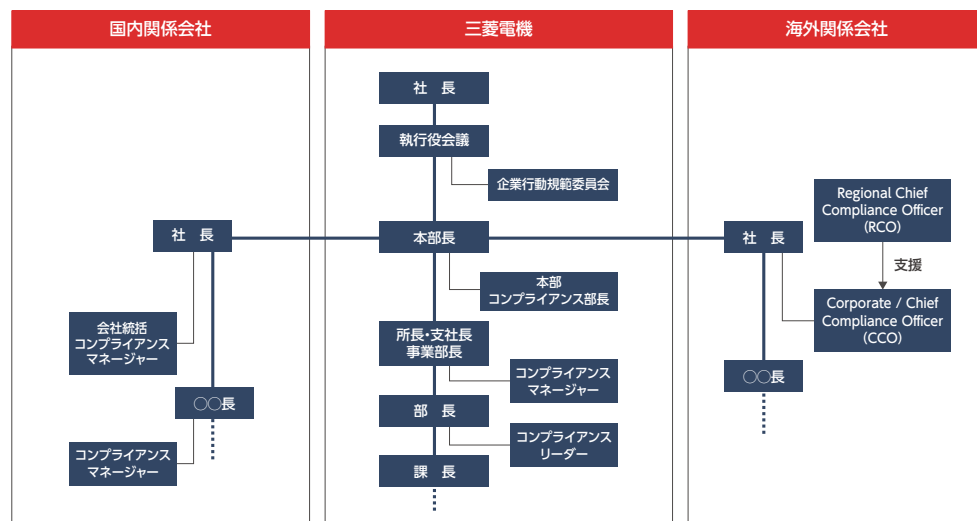 国内関係会社
社　長
会社統括
コンプライアンス
マネージャー
○○長
コンプライアンス
マネージャー
三菱電機
社　長
執行役会議
企業行動規範委員会
本部長
本部
コンプライアンス部長
所長・支社長
事業部長
コンプライアンス
マネージャー
部　長
コンプライアンス
リーダー
課　長
海外関係会社
社　長
Regional Chief
Compliance Officer
(RCO)
支援
Corporate / Chief
Compliance Officer
(CCO)
○○長